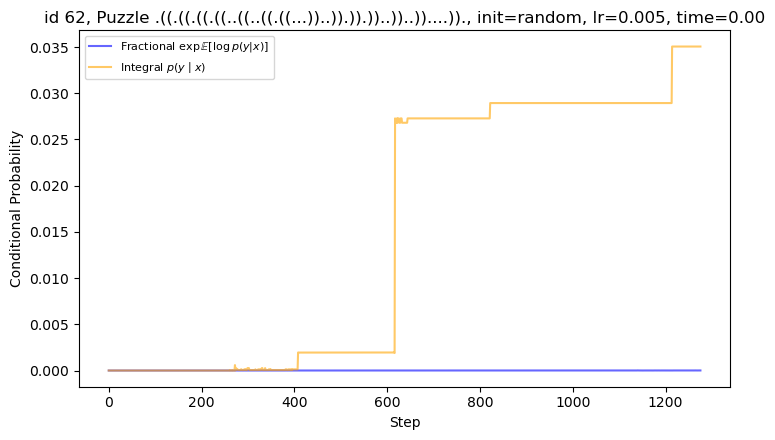 id 62, Puzzle .((.((.((.((..((..((.((...))..)).)).))..))..))....))., init=random, lr=0.005, time=0.00
Fractional exp𝔼[log p(y|x)]
Integral p(y | x)
Conditional Probability
0.035
0.030
0.025
0.020
0.015
0.010
0.005
0.000
0 200 400 600 800 1000 1200
Step